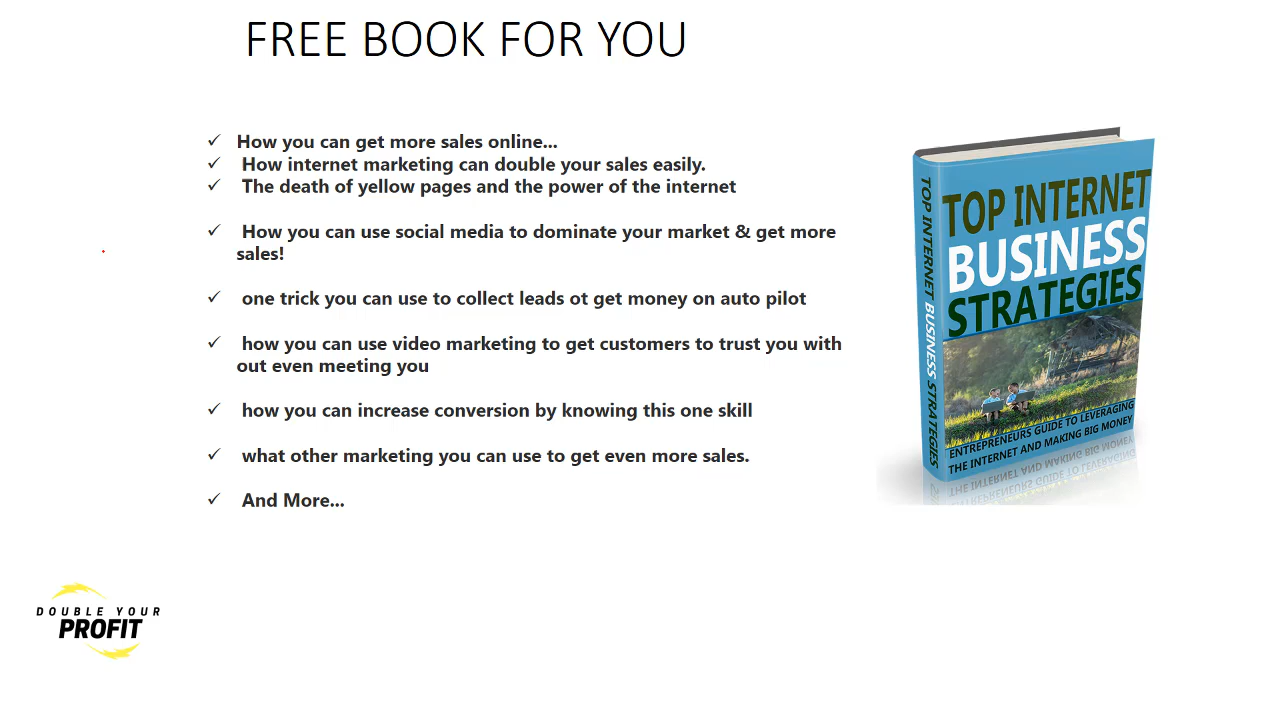 FREE BOOK FOR YOU
✓ How you can get more sales online...
✓ How internet marketing can double your sales easily.
✓ The death of yellow pages and the power of the internet
✓ How you can use social media to dominate your market & get more
sales!
✓ one trick you can use to collect leads ot get money on auto pilot
✓ how you can use video marketing to get customers to trust you with
out even meeting you
✓ how you can increase conversion by knowing this one skill
✓ what other marketing you can use to get even more sales.
✓ And More...
TOP INTERNET BUSINESS STRATEGIES
TOP INTERNET
BUSINESS
STRATEGIES
ENTREPRENEURS GUIDE TO LEVERAGING
THE INTERNET AND MAKING BIG MONEY
DOUBLE YOUR
PROFIT